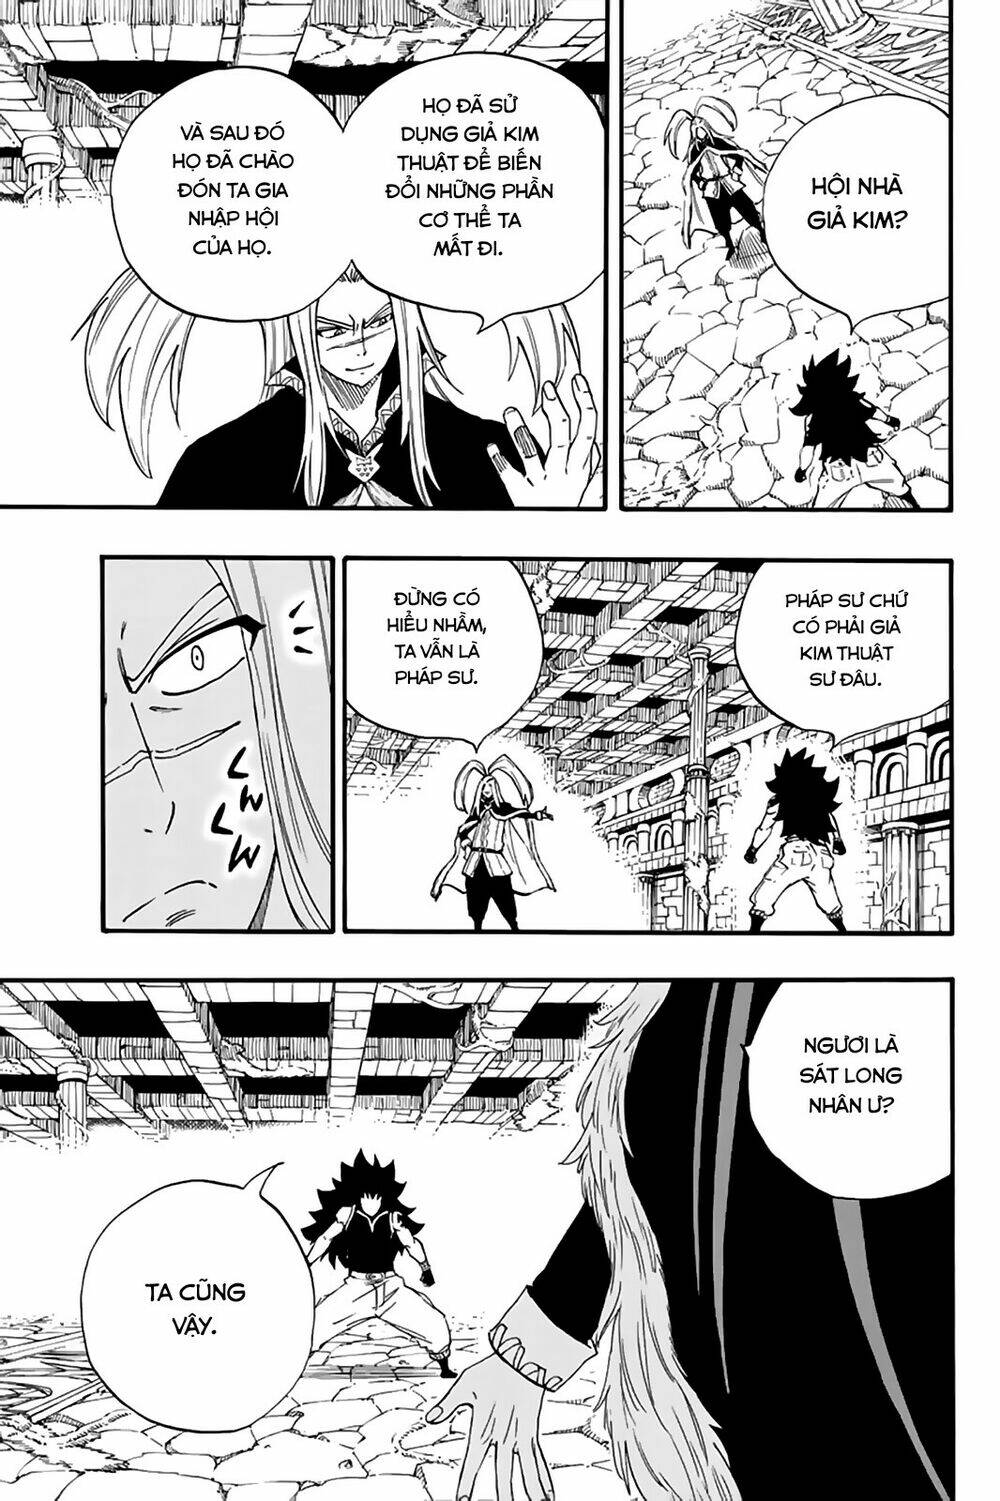 HỘI NHÀ
GIẢ KIM?
HỌ ĐÃ SỬ
DỤNG GIẢ KIM
THUẬT ĐỂ BIẾN
ĐỔI NHỮNG PHẦN
CƠ THỂ TA
MẤT ĐI.
VÀ SAU ĐÓ
HỌ ĐÃ CHÀO
ĐÓN TA GIA
NHẬP HỘI
CỦA HỌ.
PHÁP SƯ CHỨ
CÓ PHẢI GIẢ
KIM THUẬT
SƯ ĐÂU.
ĐỪNG CÓ
HIỂU NHẦM,
TA VẪN LÀ
PHÁP SƯ.
NGƯƠI LÀ
SÁT LONG
NHÂN Ư?
TA CŨNG
VẬY.